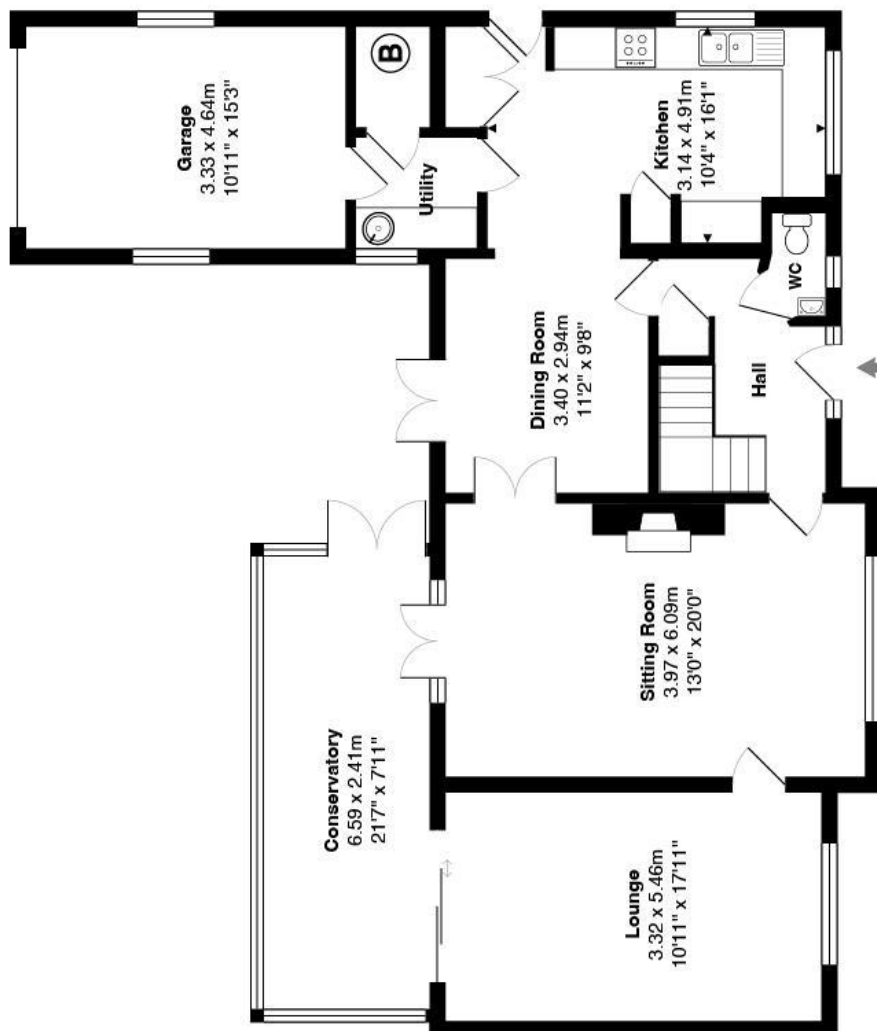 Garage
3.33 x 4.64m
10'11" x 15'3"
B
Utility
Kitchen
3.14 x 4.91m
10'4" x 16'1"
WC
Dining Room
3.40 x 2.94m
11'2" x 9'8"
Hall
Conservatory
6.59 x 2.41m
21'7" x 7'11"
Sitting Room
3.97 x 6.09m
13'0" x 20'0"
Lounge
3.32 x 5.46m
10'11" x 17'11"